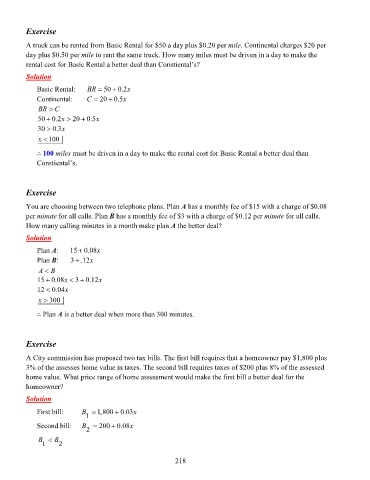 Exercise
A truck can be rented from Basic Rental for $50 a day plus $0.20 per mile. Continental charges $20 per
day plus $0.50 per mile to rent the same truck. How many miles must be driven in a day to make the
rental cost for Basic Rental a better deal than Constiental's?
Solution
Basic Rental: BR = 50 + 0.2x
Continental: C = 20 + 0.5x
BR > C
50 + 0.2x > 20 + 0.5x
30 > 0.3x
x < 100
∴ 100 miles must be driven in a day to make the rental cost for Basic Rental a better deal than
Constiental's.
Exercise
You are choosing between two telephone plans. Plan A has a monthly fee of $15 with a charge of $0.08
per minute for all calls. Plan B has a monthly fee of $3 with a charge of $0.12 per minute for all calls.
How many calling minutes in a month make plan A the better deal?
Solution
Plan A: 15 + 0.08x
Plan B: 3 + .12x
A < B
15 + 0.08x < 3 + 0.12x
12 < 0.04x
x > 300
∴ Plan A is a better deal when more than 300 minutes.
Exercise
A City commission has proposed two tax bills. The first bill requires that a homeowner pay $1,800 plus
3% of the assesses home value in taxes. The second bill requires taxes of $200 plus 8% of the assessed
home value. What price range of home assessment would make the first bill a better deal for the
homeowner?
Solution
First bill: B₁ = 1,800 + 0.03x
Second bill: B₂ = 200 + 0.08x
B₁ < B₂
218